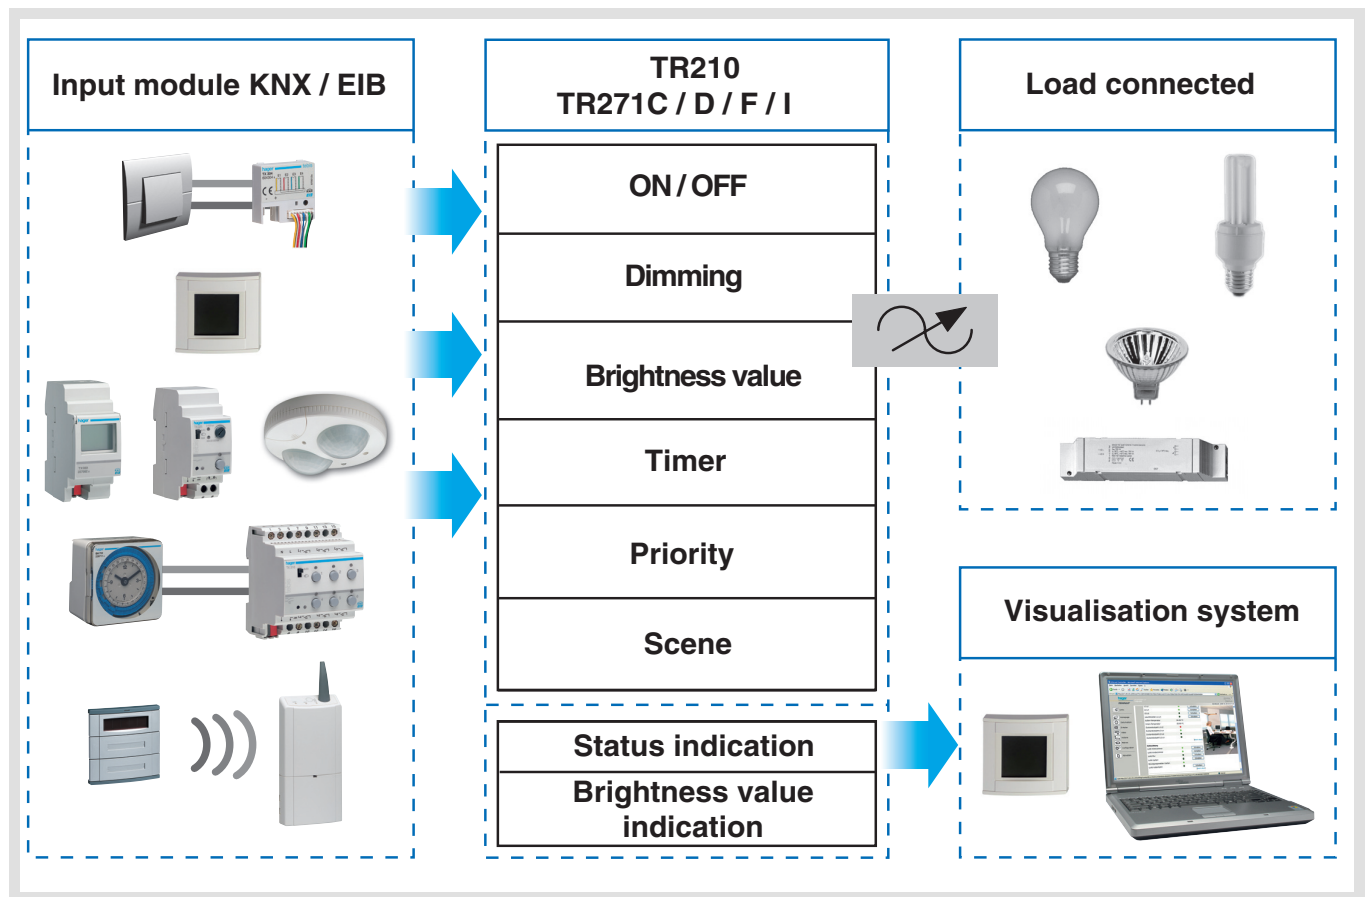 Input module KNX / EIB
TR210
TR271C / D / F / I
Load connected
ON / OFF
Dimming
Brightness value
Timer
Priority
Scene
Status indication
Brightness value
indication
Visualisation system